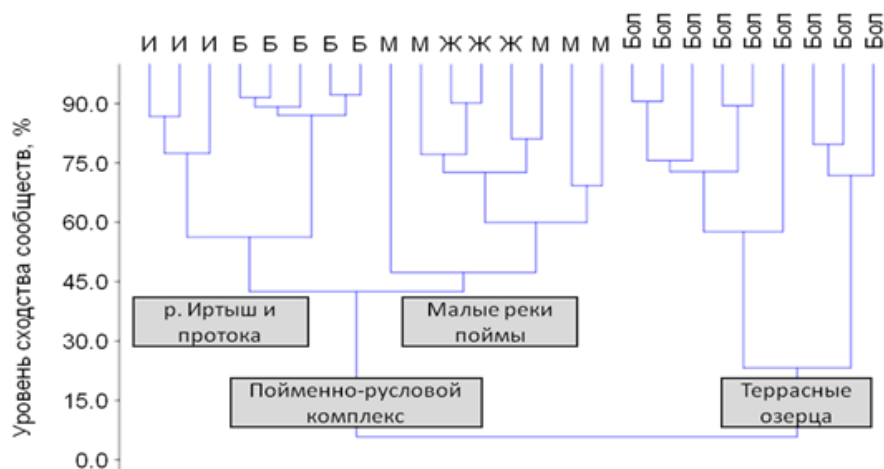 И И И Б Б Б Б Б М М Ж Ж Ж М М М Бол Бол Бол Бол Бол Бол Бол Бол Бол
Уровень сходства сообществ, %
90.0
75.0
60.0
45.0
30.0
15.0
0.0
р. Иртыш и
протока
Малые реки
поймы
Пойменно-русловой
комплекс
Террасные
озерца